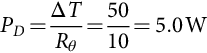 P_D = ΔT / R_θ = 50 / 10 = 5.0 W